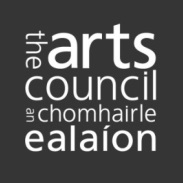 the arts
council
an chomhairle
ealaíon